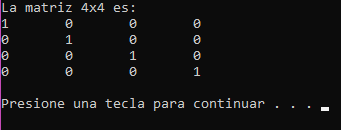 La matriz 4x4 es:
1 0 0 0
0 1 0 0
0 0 1 0
0 0 0 1
Presione una tecla para continuar . . .